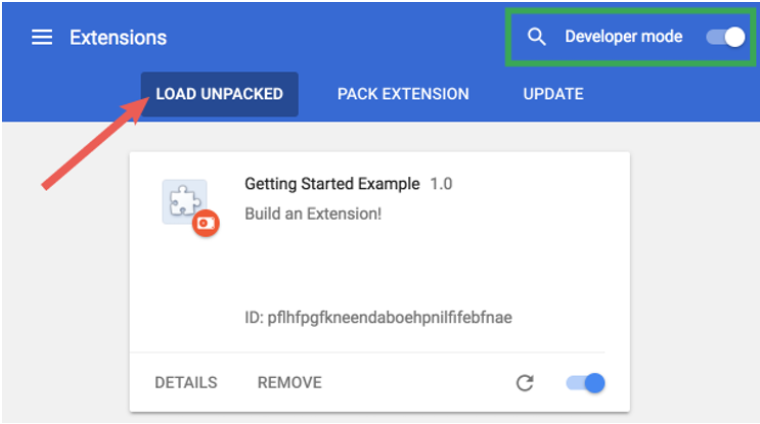 Extensions
Developer mode
LOAD UNPACKED
PACK EXTENSION
UPDATE
Getting Started Example 1.0
Build an Extension!
ID: pflhfpgfkneendaboehpnilfifebfnae
DETAILS
REMOVE